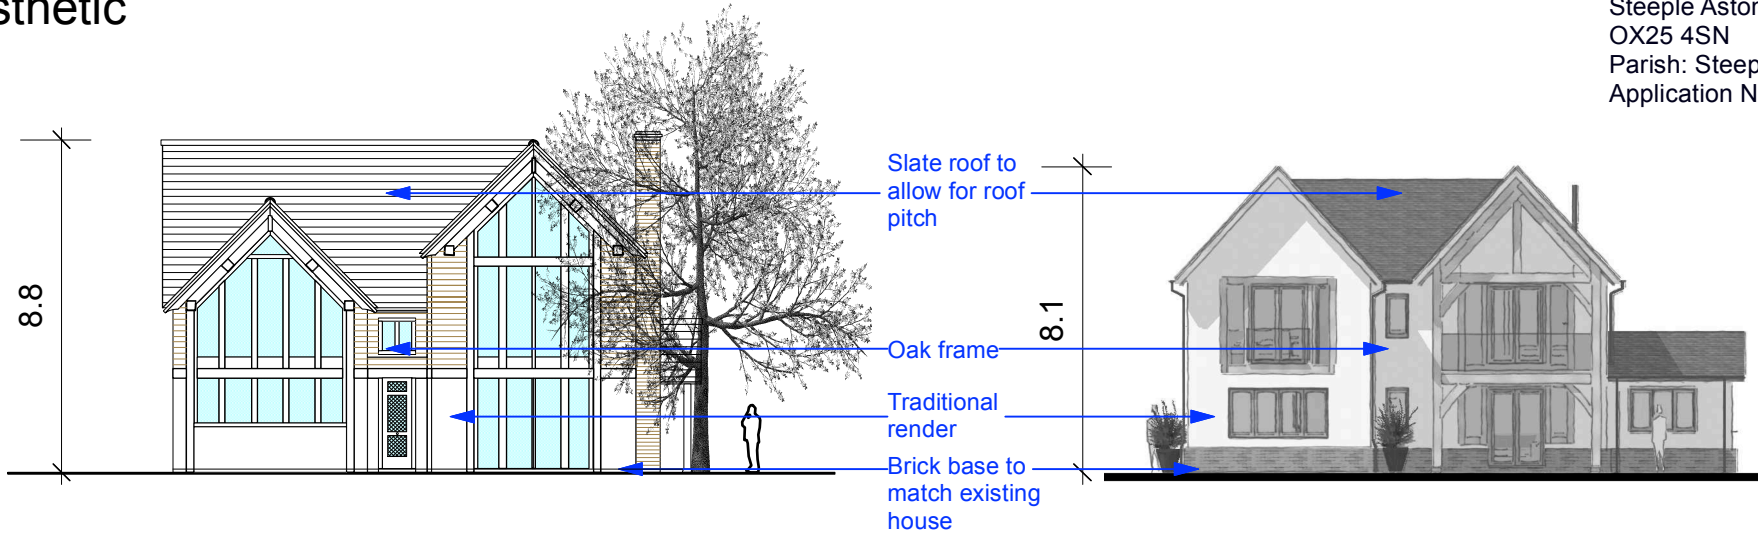 sthetic
Steeple Aston
OX25 4SN
Parish: Steep
Application N
8.8
Slate roof to
allow for roof
pitch
8.1
Oak frame
Traditional
render
Brick base to
match existing
house